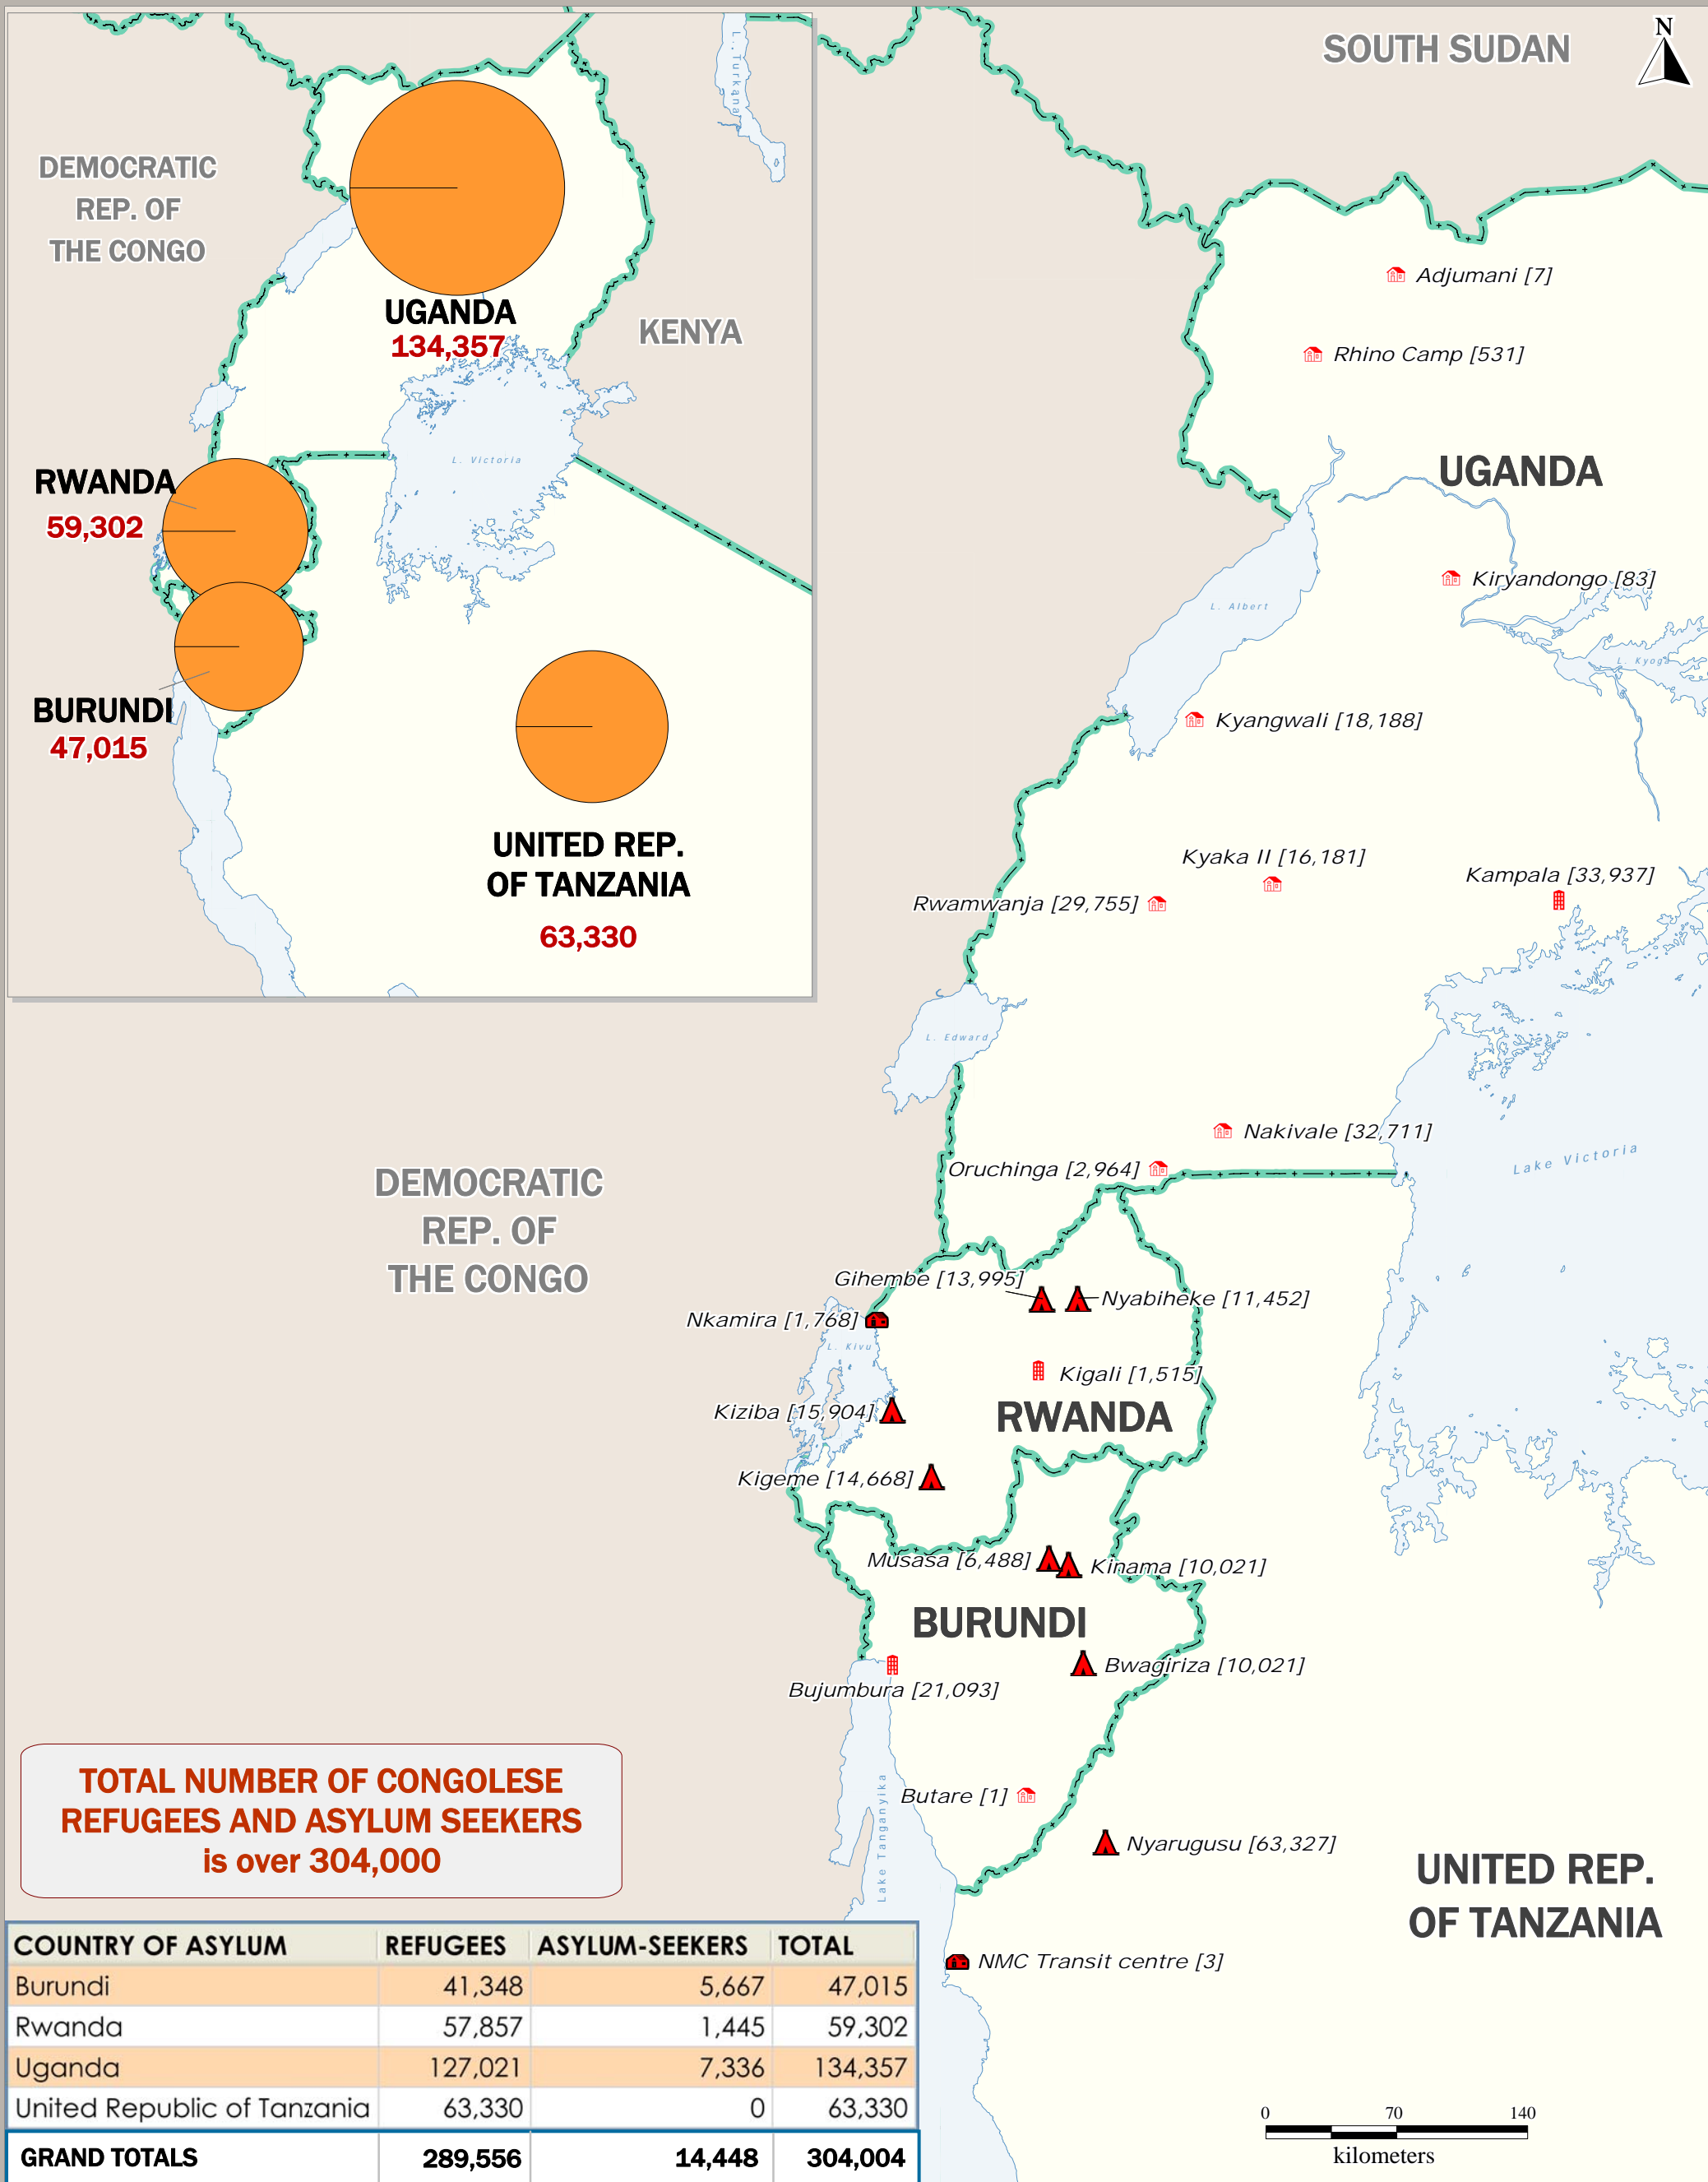 L. Turkana
DEMOCRATIC
REP. OF
THE CONGO
UGANDA
134,357
KENYA
L. Victoria
RWANDA
59,302
BURUNDI
47,015
UNITED REP.
OF TANZANIA
63,330
SOUTH SUDAN
N
Adjumani [7]
Rhino Camp [531]
UGANDA
Kiryandongo [83]
L. Albert
L. Kyoga
Kyangwali [18,188]
Kyaka II [16,181]
Kampala [33,937]
Rwamwanja [29,755]
L. Edward
Nakivale [32,711]
Lake Victoria
Oruchinga [2,964]
DEMOCRATIC
REP. OF
THE CONGO
Gihembe [13,995]
Nyabiheke [11,452]
Nkamira [1,768]
L. Kivu
Kigali [1,515]
Kiziba [15,904]
RWANDA
Kigeme [14,668]
Musasa [6,488]
Kinama [10,021]
BURUNDI
Bwagiriza [10,021]
Bujumbura [21,093]
Butare [1]
Lake Tanganyika
Nyarugusu [63,327]
UNITED REP.
OF TANZANIA
NMC Transit centre [3]
TOTAL NUMBER OF CONGOLESE
REFUGEES AND ASYLUM SEEKERS
is over 304,000
COUNTRY OF ASYLUM REFUGEES ASYLUM-SEEKERS TOTAL
Burundi 41,348 5,667 47,015
Rwanda 57,857 1,445 59,302
Uganda 127,021 7,336 134,357
United Republic of Tanzania 63,330 0 63,330
GRAND TOTALS 289,556 14,448 304,004
0 70 140
kilometers